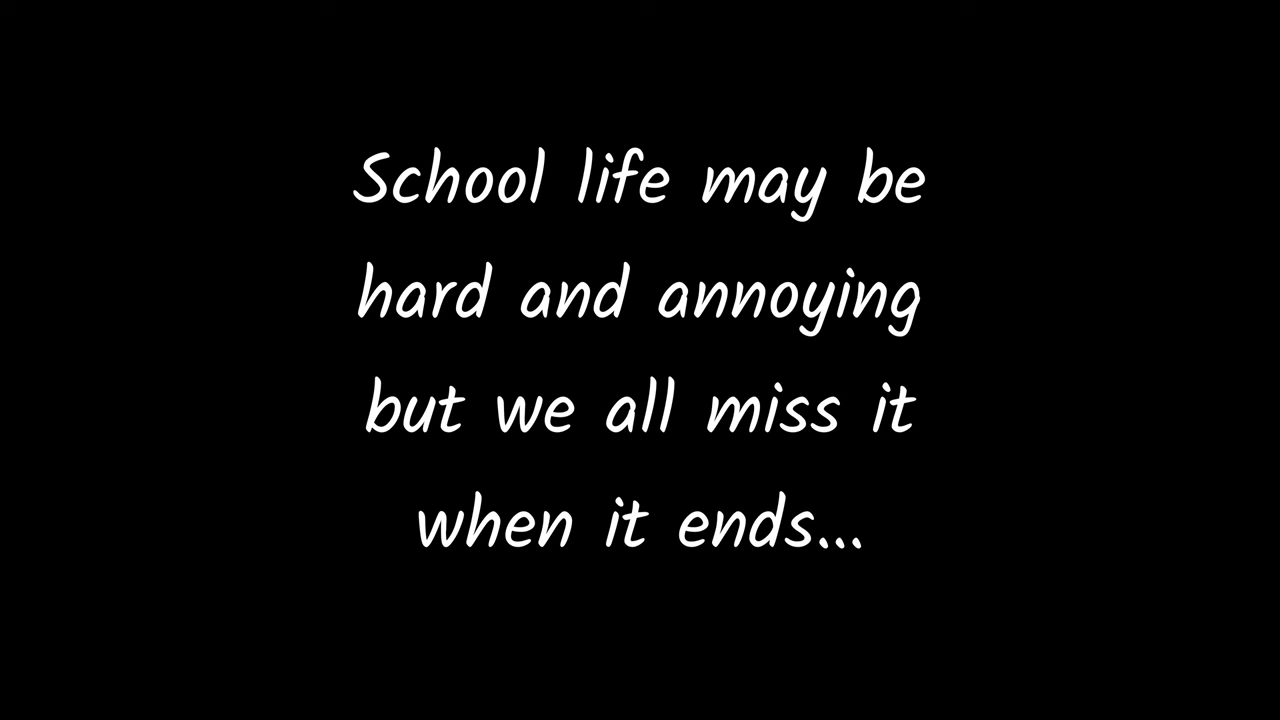 School life may be
hard and annoying
but we all miss it
when it ends...